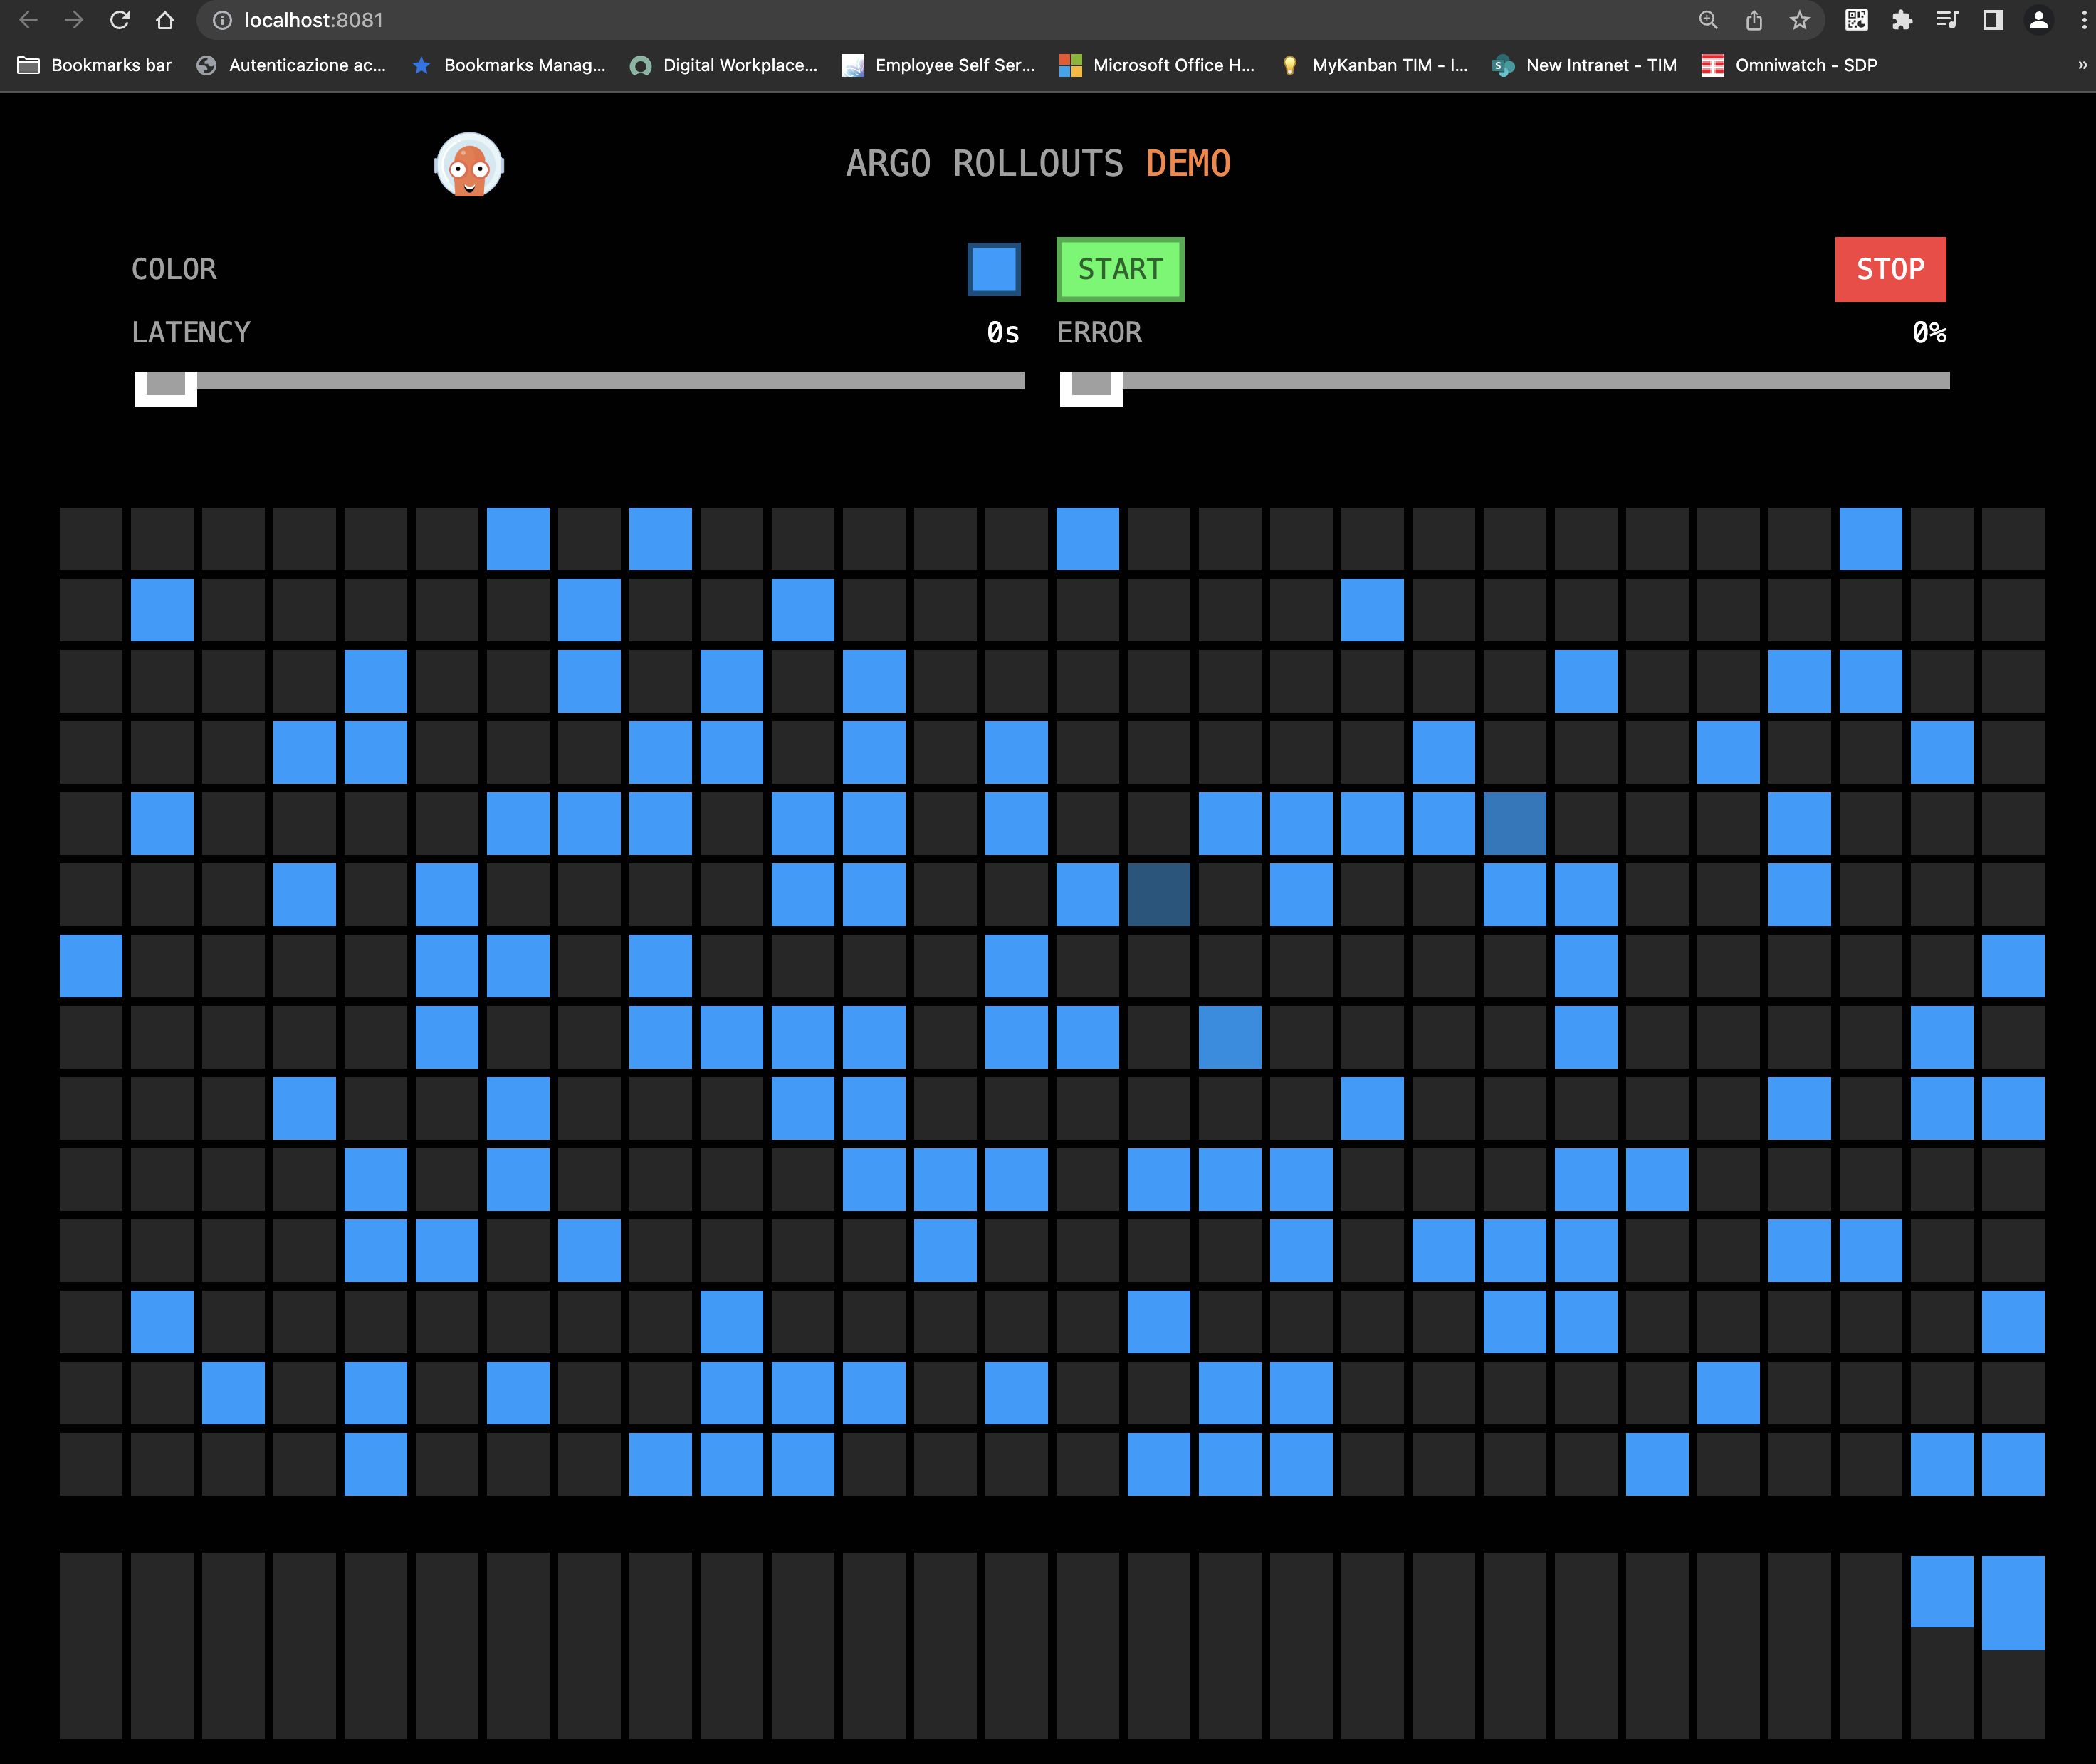 localhost:8081
Bookmarks bar Autenticazione ac... Bookmarks Manag... Digital Workplace... Employee Self Ser... Microsoft Office H... MyKanban TIM - I... New Intranet - TIM Omniwatch - SDP »
ARGO ROLLOUTS DEMO
COLOR START STOP
LATENCY 0s ERROR 0%